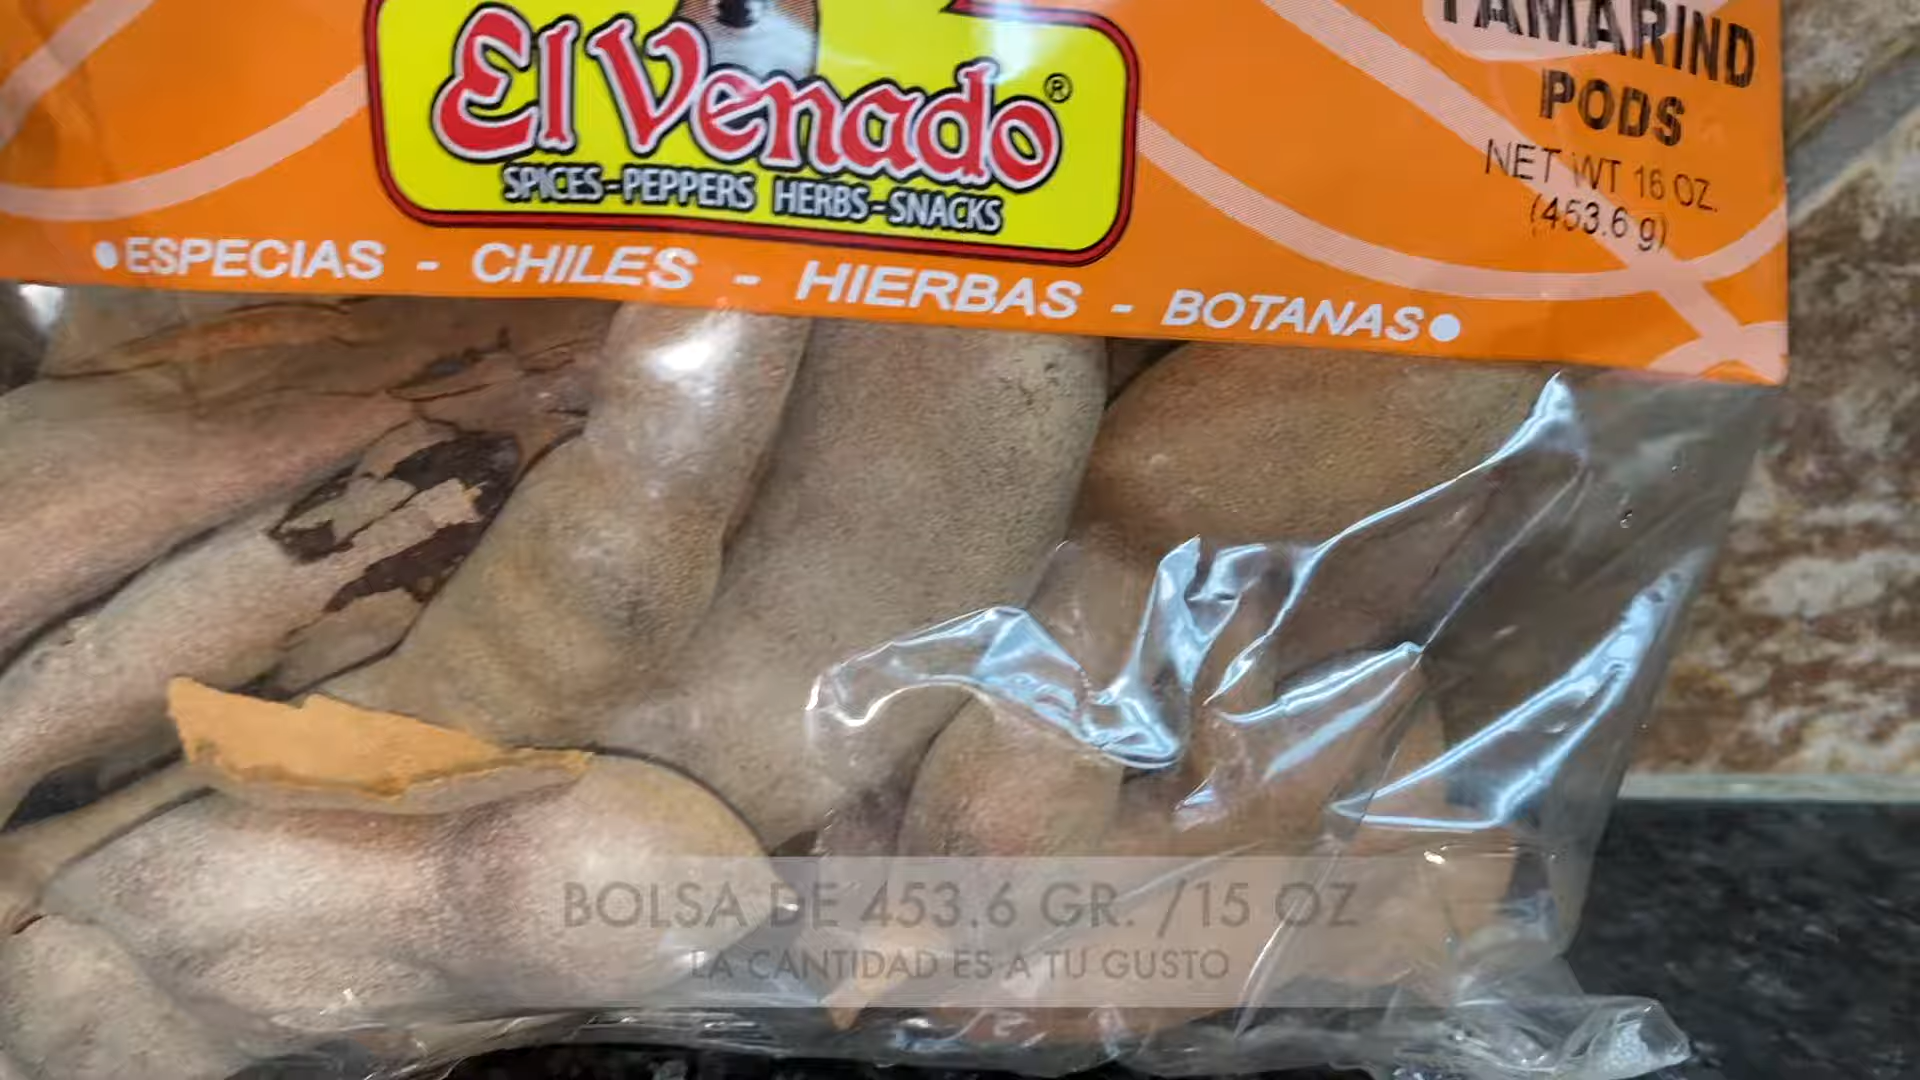 TAMARIND
PODS
NET WT 16 OZ.
(453.6 g)
El Venado®
SPICES-PEPPERS HERBS-SNACKS
•ESPECIAS - CHILES - HIERBAS - BOTANAS•
BOLSA DE 453.6 GR. /15 OZ
LA CANTIDAD ES A TU GUSTO